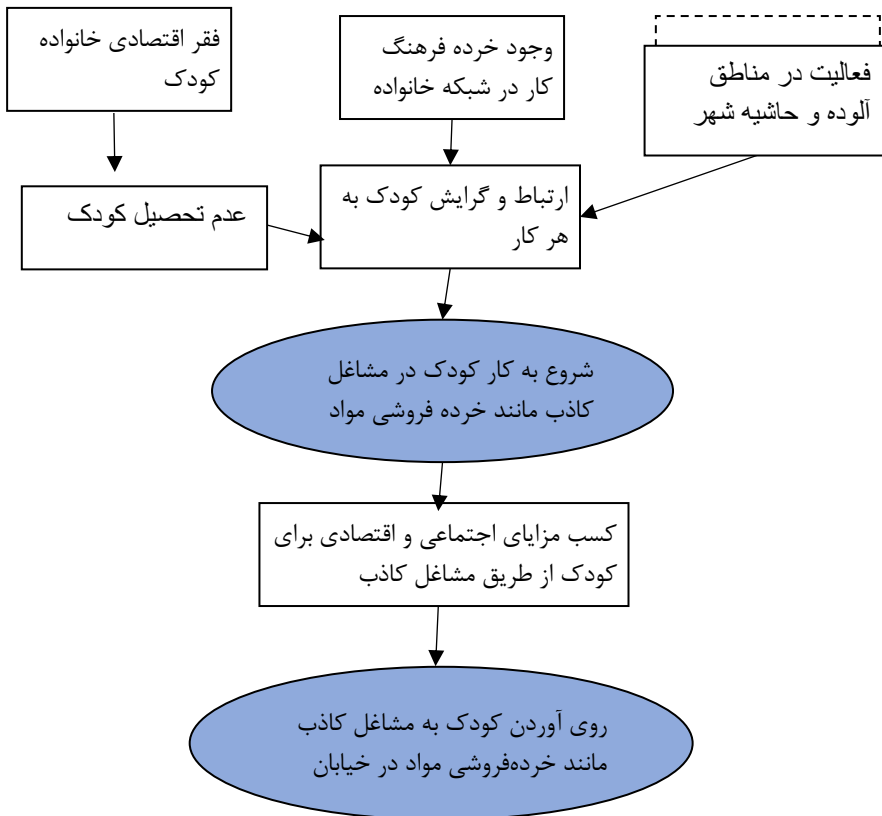 فقر اقتصادی خانواده
کودک
وجود خرده فرهنگ
کار در شبکه خانواده
فعالیت در مناطق
آلوده و حاشیه شهر
عدم تحصیل کودک
ارتباط و گرایش کودک به
هر کار
شروع به کار کودک در مشاغل
کاذب مانند خرده فروشی مواد
کسب مزایای اجتماعی و اقتصادی برای
کودک از طریق مشاغل کاذب
روی آوردن کودک به مشاغل کاذب
مانند خرده‌فروشی مواد در خیابان